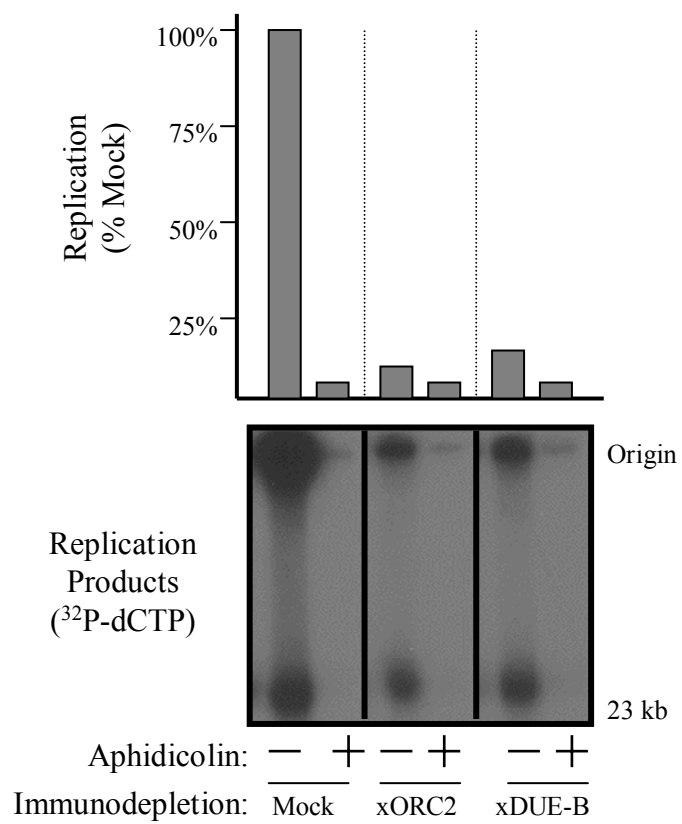 100%
75%
50%
25%
Replication
(% Mock)
Origin
Replication
Products
(³²P-dCTP)
23 kb
Aphidicolin: — + — + — +
Immunodepletion: Mock xORC2 xDUE-B